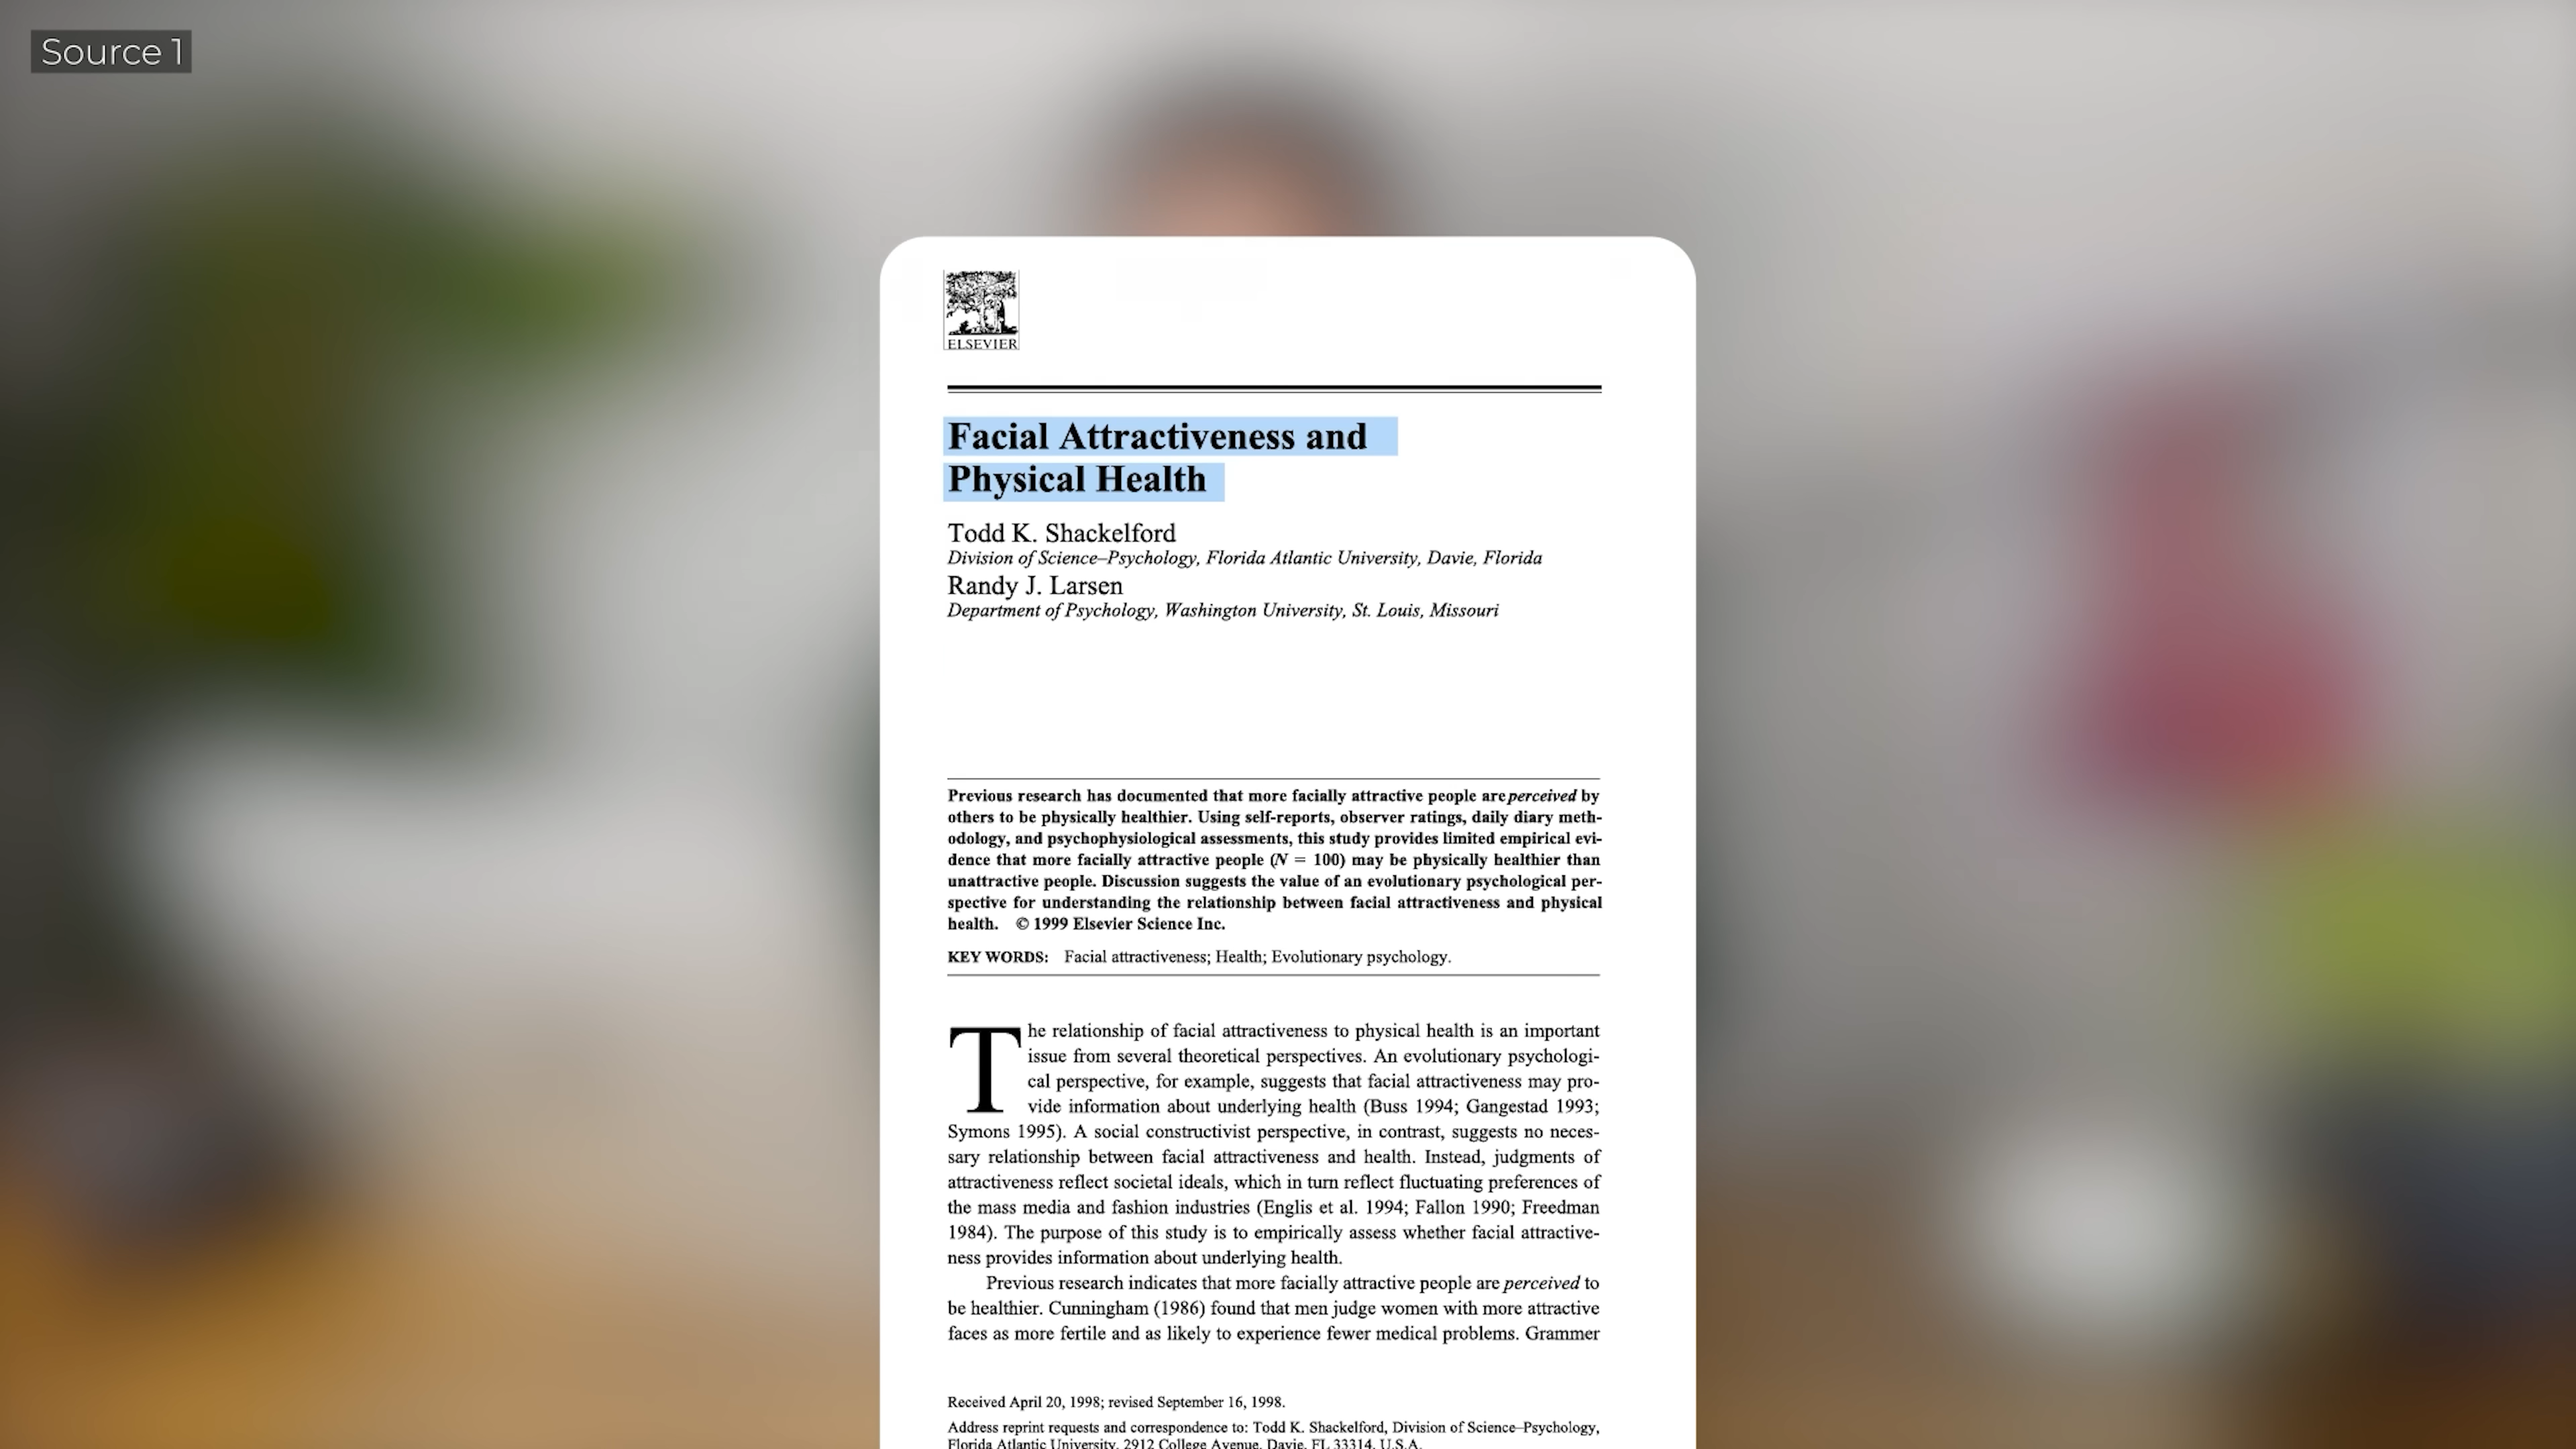 Source 1
ELSEVIER
Facial Attractiveness and
Physical Health
Todd K. Shackelford
Division of Science–Psychology, Florida Atlantic University, Davie, Florida
Randy J. Larsen
Department of Psychology, Washington University, St. Louis, Missouri
Previous research has documented that more facially attractive people are perceived by
others to be physically healthier. Using self-reports, observer ratings, daily diary meth-
odology, and psychophysiological assessments, this study provides limited empirical evi-
dence that more facially attractive people (N = 100) may be physically healthier than
unattractive people. Discussion suggests the value of an evolutionary psychological per-
spective for understanding the relationship between facial attractiveness and physical
health. © 1999 Elsevier Science Inc.
KEY WORDS: Facial attractiveness; Health; Evolutionary psychology.
The relationship of facial attractiveness to physical health is an important
issue from several theoretical perspectives. An evolutionary psychologi-
cal perspective, for example, suggests that facial attractiveness may pro-
vide information about underlying health (Buss 1994; Gangestad 1993;
Symons 1995). A social constructivist perspective, in contrast, suggests no neces-
sary relationship between facial attractiveness and health. Instead, judgments of
attractiveness reflect societal ideals, which in turn reflect fluctuating preferences of
the mass media and fashion industries (Englis et al. 1994; Fallon 1990; Freedman
1984). The purpose of this study is to empirically assess whether facial attractive-
ness provides information about underlying health.
Previous research indicates that more facially attractive people are perceived to
be healthier. Cunningham (1986) found that men judge women with more attractive
faces as more fertile and as likely to experience fewer medical problems. Grammer
Received April 20, 1998; revised September 16, 1998.
Address reprint requests and correspondence to: Todd K. Shackelford, Division of Science–Psychology,
Florida Atlantic University, 2912 College Avenue, Davie, FL 33314, U.S.A.